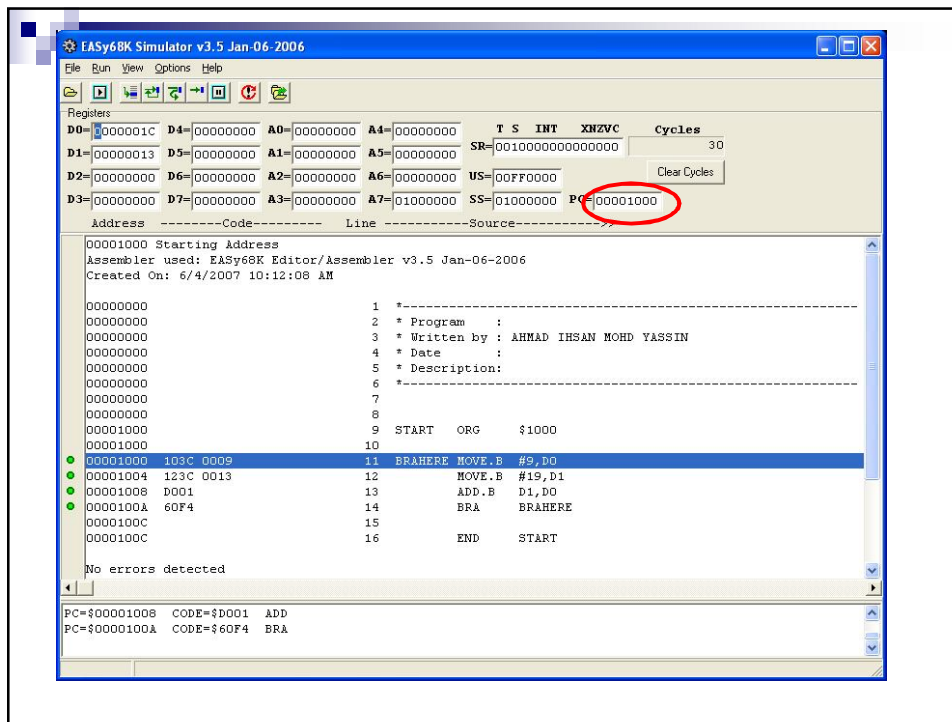 EASy68K Simulator v3.5 Jan-06-2006
File Run View Options Help
Registers
D0= 0000001C D4= 00000000 A0= 00000000 A4= 00000000 T S INT XNZVC Cycles
SR= 0010000000000000 30
D1= 00000013 D5= 00000000 A1= 00000000 A5= 00000000
D2= 00000000 D6= 00000000 A2= 00000000 A6= 00000000 US= 00FF0000 Clear Cycles
D3= 00000000 D7= 00000000 A3= 00000000 A7= 01000000 SS= 01000000 PC= 00001000
Address --------Code--------- Line -----------Source------------>>
00001000 Starting Address
Assembler used: EASy68K Editor/Assembler v3.5 Jan-06-2006
Created On: 6/4/2007 10:12:08 AM
00000000 1 *-----------------------------------------------------------
00000000 2 * Program :
00000000 3 * Written by : AHMAD IHSAN MOHD YASSIN
00000000 4 * Date :
00000000 5 * Description:
00000000 6 *-----------------------------------------------------------
00000000 7
00000000 8
00001000 9 START ORG $1000
00001000 10
00001000 103C 0009 11 BRAHERE MOVE.B #9,D0
00001004 123C 0013 12 MOVE.B #19,D1
00001008 D001 13 ADD.B D1,D0
0000100A 60F4 14 BRA BRAHERE
0000100C 15
0000100C 16 END START
No errors detected
PC=$00001008 CODE=$D001 ADD
PC=$0000100A CODE=$60F4 BRA